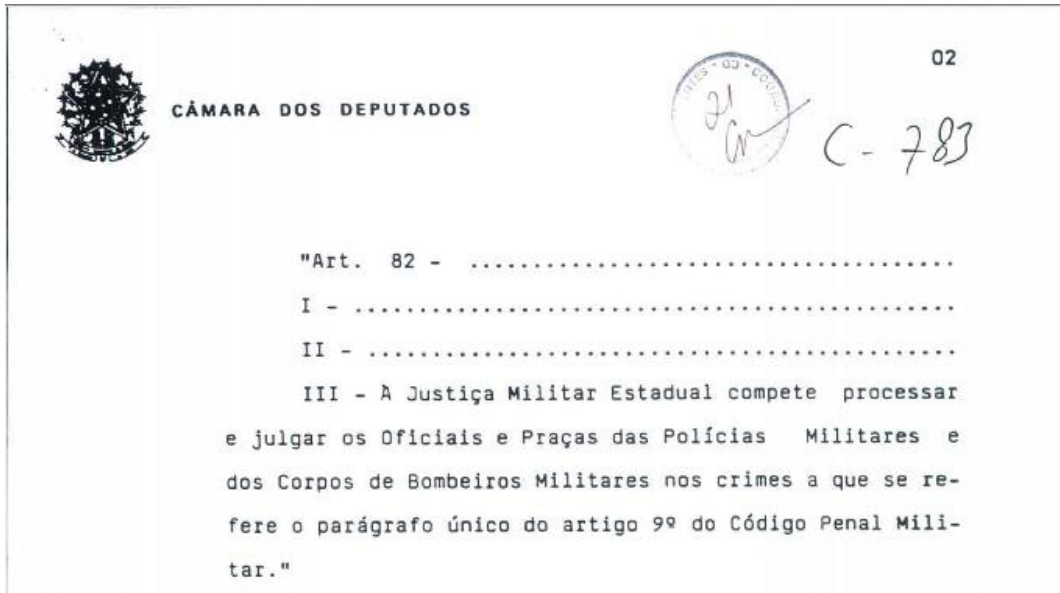 02
CÂMARA DOS DEPUTADOS
21
C - 783
"Art. 82 - ......................................
I - ...............................................
II - ..............................................
III - A Justiça Militar Estadual compete processar
e julgar os Oficiais e Praças das Polícias Militares e
dos Corpos de Bombeiros Militares nos crimes a que se re-
fere o parágrafo único do artigo 9º do Código Penal Mili-
tar."